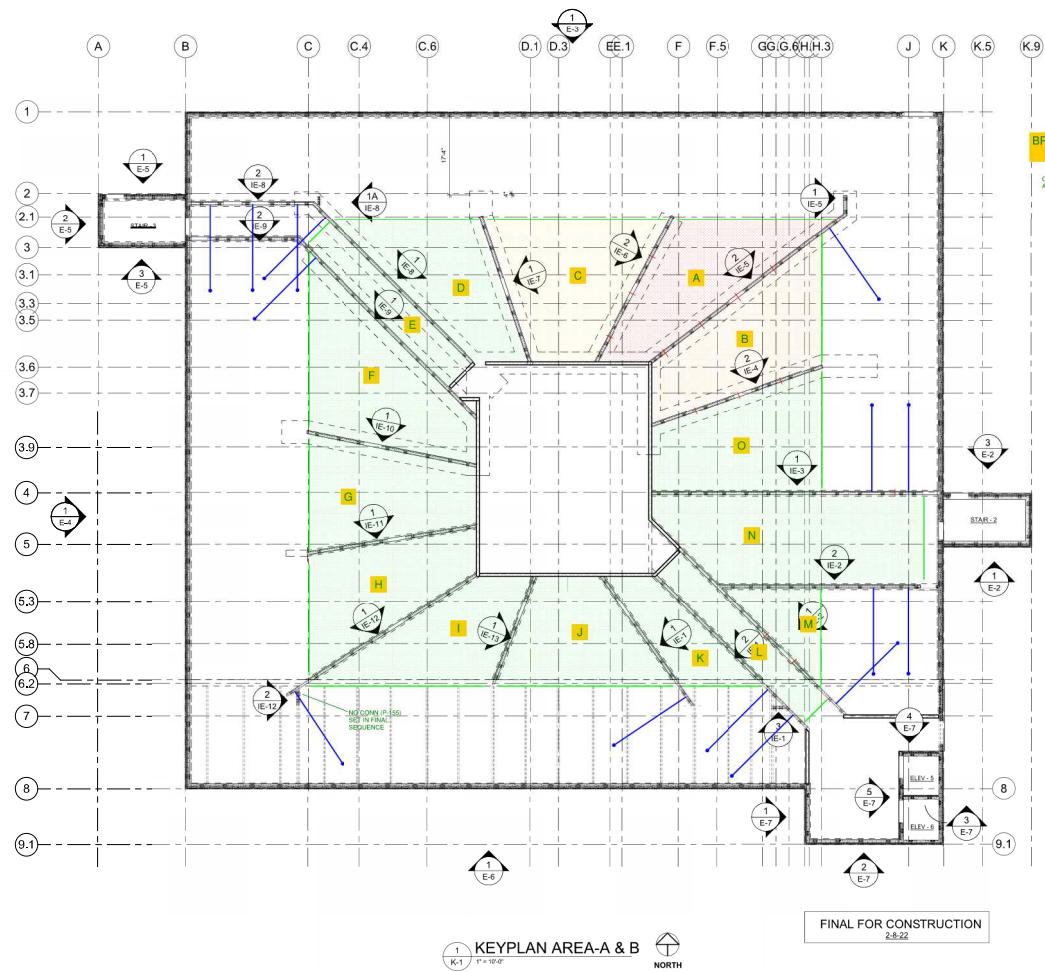 1
E-3
A
B
C
C.4
C.6
D.1
D.3
E
E.1
F
F.5
G
G.6
H.3
J
K
K.5
K.9
1
BF
1
E-5
2
2
IE-8
1A
IE-8
1
IE-5
17'-4"
2.1
2
E-5
STAIR - 3
2
IE-9
3
3
E-5
3.1
1
IE-8
D
1
IE-7
C
2
IE-6
A
2
IE-5
3.3
1
IE-9
E
3.5
B
3.6
F
2
IE-4
3.7
1
IE-10
3.9
O
3
E-2
1
IE-3
4
G
1
E-4
1
IE-11
STAIR - 2
5
N
2
IE-2
H
1
E-2
5.3
1
IE-12
I
1
IE-13
J
1
IE-1
M
5.8
K
2
L
6
6.2
2
IE-12
NO CONN (P-155)
SET IN FINAL
SEQUENCE
3
IE-1
7
4
E-7
ELEV - 5
8
8
5
E-7
1
E-7
ELEV - 6
3
E-7
9.1
9.1
1
E-6
2
E-7
FINAL FOR CONSTRUCTION
2-8-22
1
K-1
KEYPLAN AREA-A & B
1" = 10'-0"
NORTH